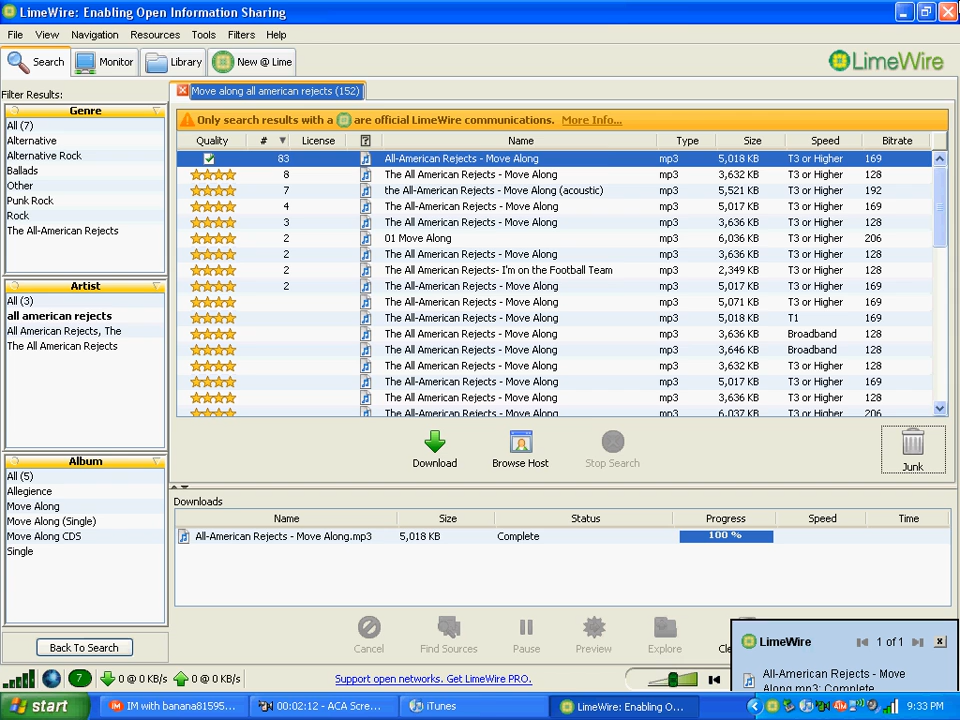 LimeWire: Enabling Open Information Sharing
File View Navigation Resources Tools Filters Help
Search Monitor Library New @ Lime LimeWire
Filter Results:
Genre
All (7)
Alternative
Alternative Rock
Ballads
Other
Punk Rock
Rock
The All-American Rejects
Artist
All (3)
all american rejects
All American Rejects, The
The All American Rejects
Album
All (5)
Allegience
Move Along
Move Along (Single)
Move Along CDS
Single
Back To Search
Move along all american rejects (152)
Only search results with a are official LimeWire communications. More Info...
Quality # License ? Name Type Size Speed Bitrate
83 All-American Rejects - Move Along mp3 5,018 KB T3 or Higher 169
8 The All American Rejects - Move Along mp3 3,632 KB T3 or Higher 128
7 the All-American Rejects - Move Along (acoustic) mp3 5,521 KB T3 or Higher 192
4 The All American Rejects - Move Along mp3 5,017 KB T3 or Higher 169
3 The All American Rejects - Move Along mp3 3,636 KB T3 or Higher 128
2 01 Move Along mp3 6,036 KB T3 or Higher 206
2 The All American Rejects - Move Along mp3 3,636 KB T3 or Higher 128
2 The All American Rejects- I'm on the Football Team mp3 2,349 KB T3 or Higher 128
2 The All American Rejects - Move Along mp3 5,017 KB T3 or Higher 169
The All American Rejects - Move Along mp3 5,071 KB T3 or Higher 169
The All American Rejects - Move Along mp3 5,018 KB T1 169
The All American Rejects - Move Along mp3 3,636 KB Broadband 128
The All American Rejects - Move Along mp3 3,646 KB Broadband 128
The All American Rejects - Move Along mp3 3,632 KB T3 or Higher 128
The All-American Rejects - Move Along mp3 5,017 KB T3 or Higher 169
The All American Rejects - Move Along mp3 3,636 KB T3 or Higher 128
The All-American Rejects - Move Along mp3 6,037 KB T3 or Higher 206
Download Browse Host Stop Search Junk
Downloads
Name Size Status Progress Speed Time
All-American Rejects - Move Along.mp3 5,018 KB Complete 100 %
Cancel Find Sources Pause Preview Explore Cle
LimeWire 1 of 1
All-American Rejects - Move
Along.mp3: Complete
7 0 @ 0 KB/s 0 @ 0 KB/s Support open networks. Get LimeWire PRO.
start IM with banana81595... 00:02:12 - ACA Scre... iTunes LimeWire: Enabling O... 9:33 PM